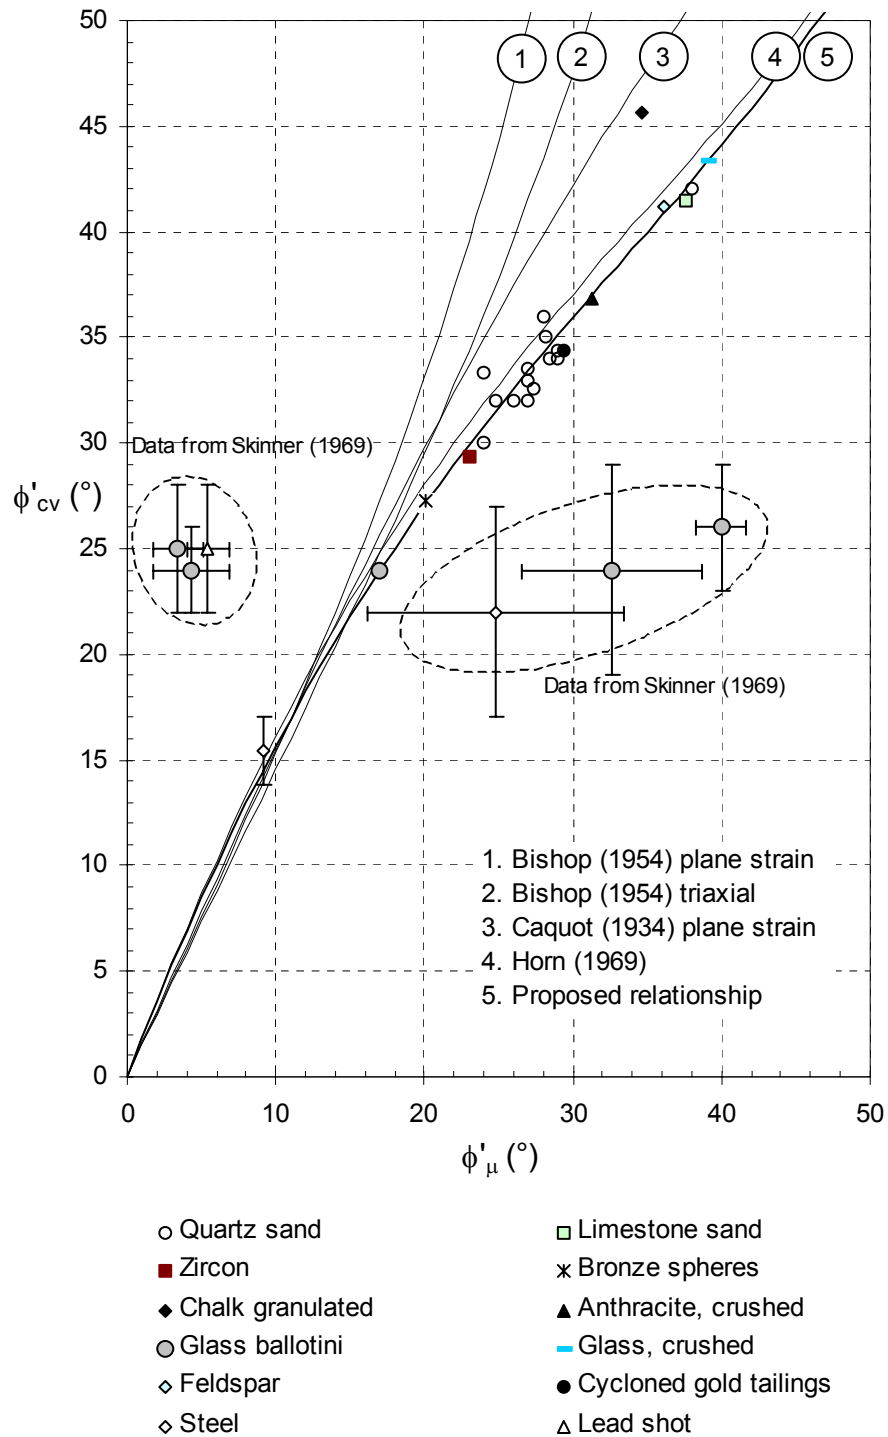 50
45
40
35
30
25
20
15
10
5
0
ϕ'cv (°)
1
2
3
4
5
Data from Skinner (1969)
Data from Skinner (1969)
1. Bishop (1954) plane strain
2. Bishop (1954) triaxial
3. Caquot (1934) plane strain
4. Horn (1969)
5. Proposed relationship
0 10 20 30 40 50
ϕ'μ (°)
Quartz sand
Zircon
Chalk granulated
Glass ballotini
Feldspar
Steel
Limestone sand
Bronze spheres
Anthracite, crushed
Glass, crushed
Cycloned gold tailings
Lead shot